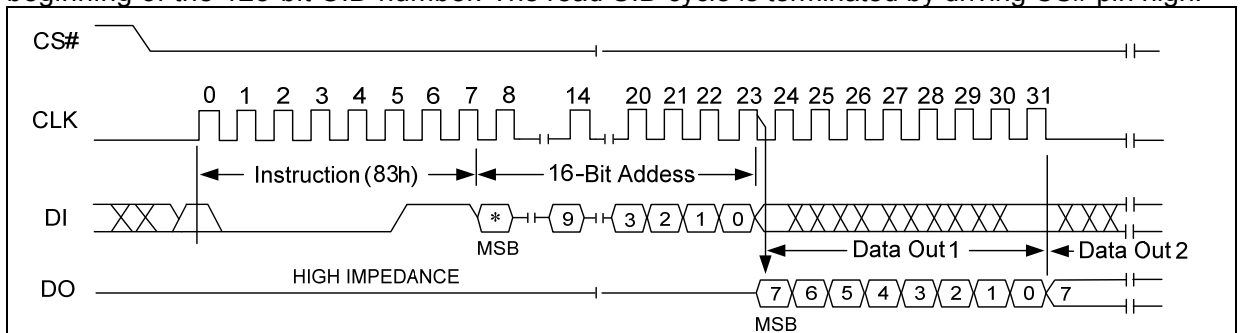 beginning of the 128-bit UID number. The read UID cycle is terminated by driving CS# pin high.
CS#
0 1 2 3 4 5 6 7 8 14 20 21 22 23 24 25 26 27 28 29 30 31
CLK
Instruction (83h) 16-Bit Addess
DI * 9 3 2 1 0
MSB Data Out 1 Data Out 2
HIGH IMPEDANCE
DO 7 6 5 4 3 2 1 0 7
MSB